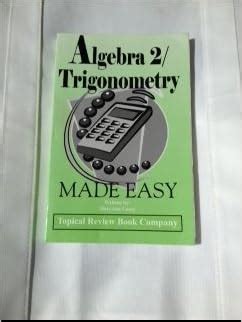 Algebra 2/
Trigonometry
MADE EASY
Topical Review Book Company